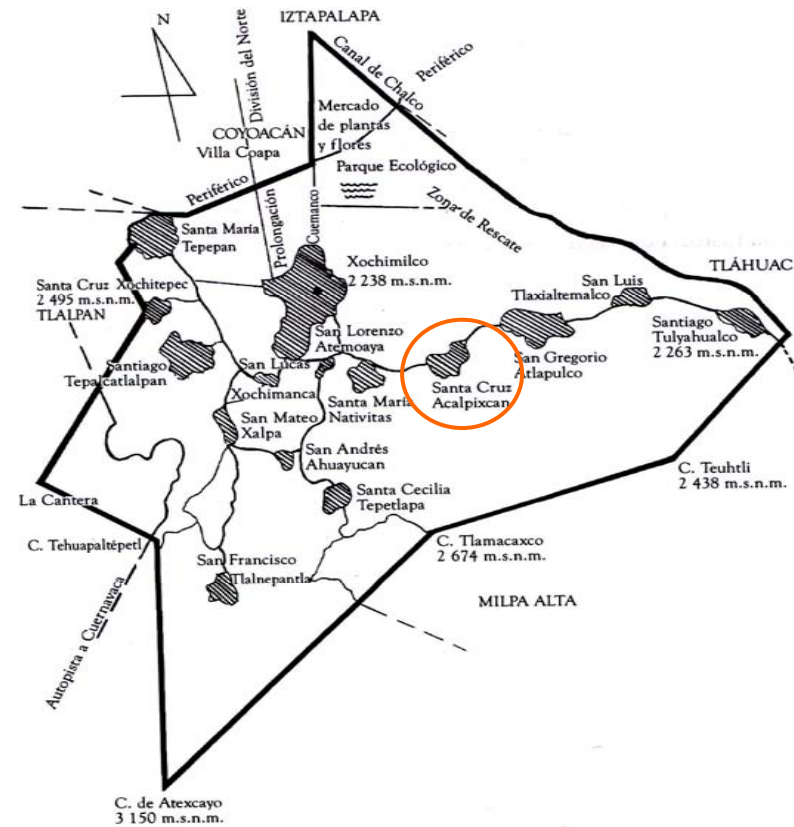 N
IZTAPALAPA
Canal de Chalco
Periférico
División del Norte
Mercado
de plantas
y flores
COYOACÁN
Villa Coapa
Periférico
Parque Ecológico
Prolongación
Cuemanco
Zona de Rescate
Santa María
Tepepan
Xochimilco
2 238 m.s.n.m.
TLÁHUAC
Santa Cruz Xochitepec
2 495 m.s.n.m.
TLALPAN
San Luis
Tlaxialtemalco
Santiago
Tulyahualco
2 263 m.s.n.m.
San Lorenzo
Atemoaya
Santiago
Tepalcatlalpan
San Lucas
Xochimanca
San Gregorio
Atlapulco
Santa Cruz
Acalpixcan
Santa María
Nativitas
San Mateo
Xalpa
San Andrés
Ahuayucan
C. Teuhtli
2 438 m.s.n.m.
La Cantera
Santa Cecilia
Tepetlapa
C. Tehuapaltépetl
C. Tlamacaxco
2 674 m.s.n.m.
San Francisco
Tlalnepantla
MILPA ALTA
Autopista a Cuernavaca
C. de Atexcayo
3 150 m.s.n.m.